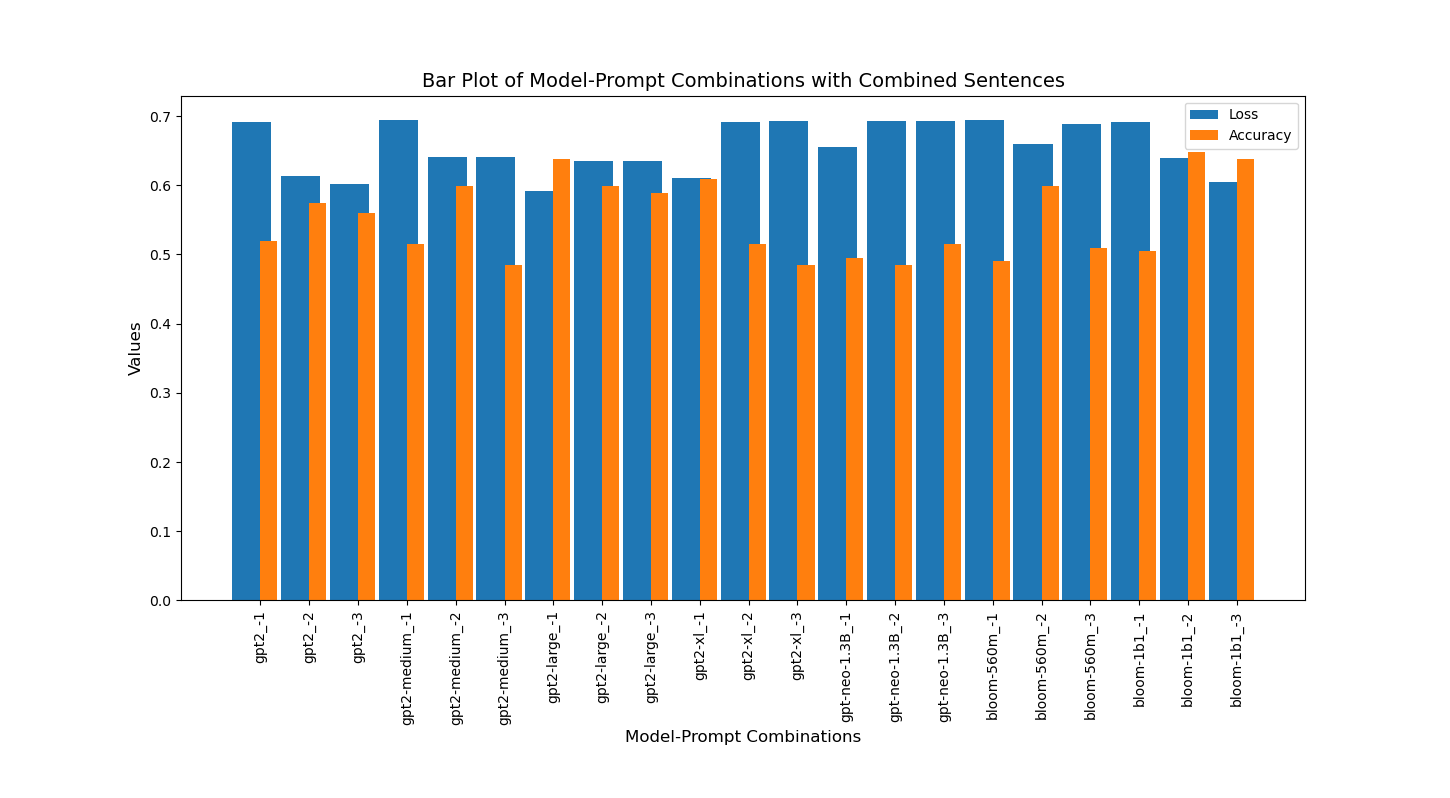 Bar Plot of Model-Prompt Combinations with Combined Sentences
Loss
Accuracy
0.7
0.6
0.5
0.4
0.3
0.2
0.1
0.0
Values
gpt2_-1
gpt2_-2
gpt2_-3
gpt2-medium_-1
gpt2-medium_-2
gpt2-medium_-3
gpt2-large_-1
gpt2-large_-2
gpt2-large_-3
gpt2-xl_-1
gpt2-xl_-2
gpt2-xl_-3
gpt-neo-1.3B_-1
gpt-neo-1.3B_-2
gpt-neo-1.3B_-3
bloom-560m_-1
bloom-560m_-2
bloom-560m_-3
bloom-1b1_-1
bloom-1b1_-2
bloom-1b1_-3
Model-Prompt Combinations